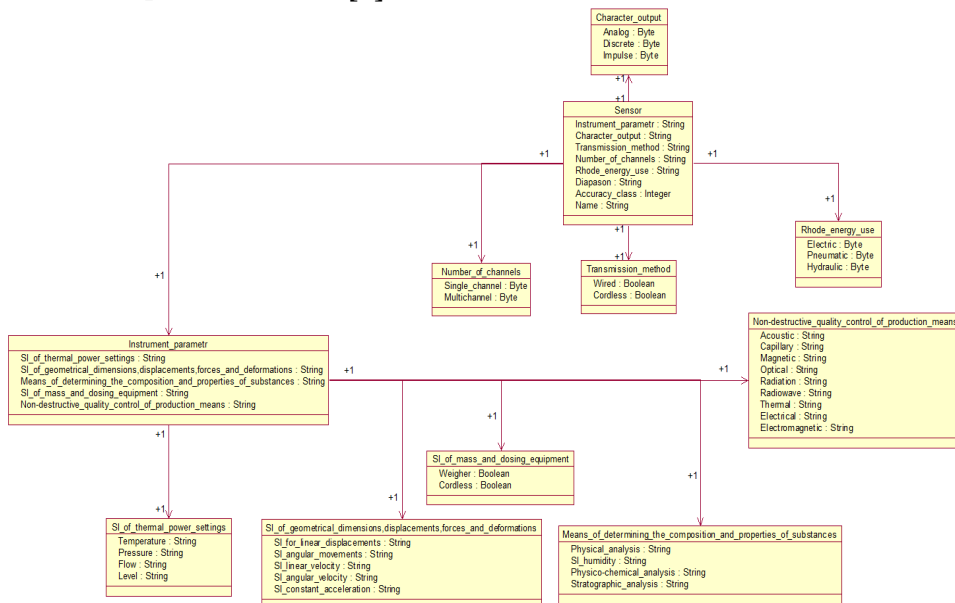 Character_output
Analog : Byte
Discrete : Byte
Impulse : Byte
+1
+1
Sensor
Instrument_parametr : String
Character_output : String
Transmission_method : String
Number_of_channels : String
Rhode_energy_use : String
Diapason : String
Accuracy_class : Integer
Name : String
+1
+1
+1
+1
+1
+1
+1
+1
Rhode_energy_use
Electric : Byte
Pneumatic : Byte
Hydraulic : Byte
Number_of_channels
Single_channel : Byte
Multichannel : Byte
Transmission_method
Wired : Boolean
Cordless : Boolean
Instrument_parametr
SI_of_thermal_power_settings : String
SI_of_geometrical_dimensions,displacements,forces_and_deformations : String
Means_of_determining_the_composition_and_properties_of_substances : String
SI_of_mass_and_dosing_equipment : String
Non-destructive_quality_control_of_production_means : String
Non-destructive_quality_control_of_production_means
Acoustic : String
Capillary : String
Magnetic : String
Optical : String
Radiation : String
Radiowave : String
Thermal : String
Electrical : String
Electromagnetic : String
+1
+1
+1
+1
+1
+1
+1
SI_of_mass_and_dosing_equipment
Weigher : Boolean
Cordless : Boolean
SI_of_thermal_power_settings
Temperature : String
Pressure : String
Flow : String
Level : String
SI_of_geometrical_dimensions,displacements,forces_and_deformations
SI_for_linear_displacements : String
SI_angular_movements : String
SI_linear_velocity : String
SI_angular_velocity : String
SI_constant_acceleration : String
Means_of_determining_the_composition_and_properties_of_substances
Physical_analysis : String
SI_humidity : String
Physico-chemical_analysis : String
Stratographic_analysis : String